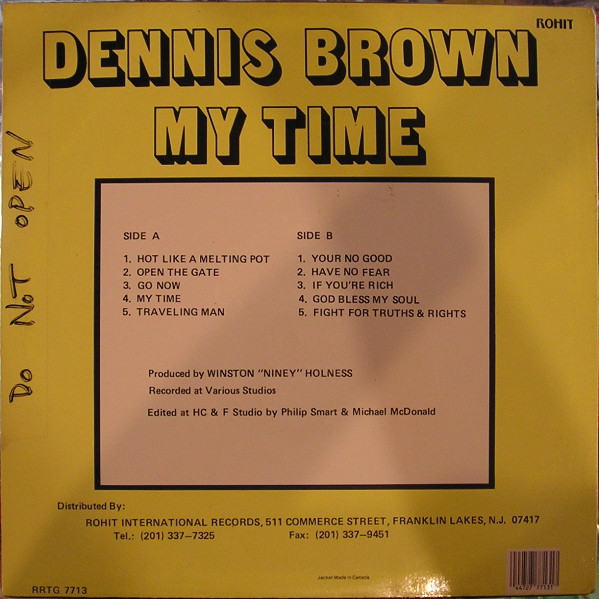 ROHIT
DENNIS BROWN
MY TIME
DO NOT OPEN
SIDE A
1. HOT LIKE A MELTING POT
2. OPEN THE GATE
3. GO NOW
4. MY TIME
5. TRAVELING MAN
SIDE B
1. YOUR NO GOOD
2. HAVE NO FEAR
3. IF YOU'RE RICH
4. GOD BLESS MY SOUL
5. FIGHT FOR TRUTHS & RIGHTS
Produced by WINSTON "NINEY" HOLNESS
Recorded at Various Studios
Edited at HC & F Studio by Philip Smart & Michael McDonald
Distributed By:
ROHIT INTERNATIONAL RECORDS, 511 COMMERCE STREET, FRANKLIN LAKES, N.J. 07417
Tel.: (201) 337–7325 Fax: (201) 337–9451
Jacket Made in Canada
RRTG 7713